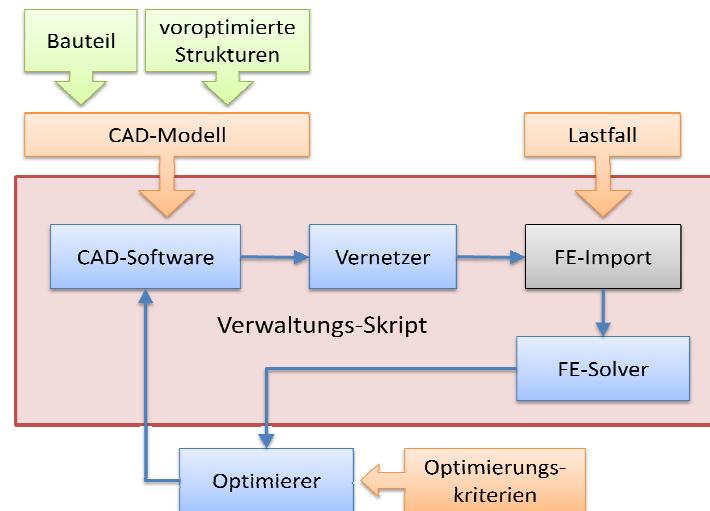 Bauteil
voroptimierte
Strukturen
CAD-Modell
Lastfall
CAD-Software
Vernetzer
FE-Import
Verwaltungs-Skript
FE-Solver
Optimierer
Optimierungs-
kriterien